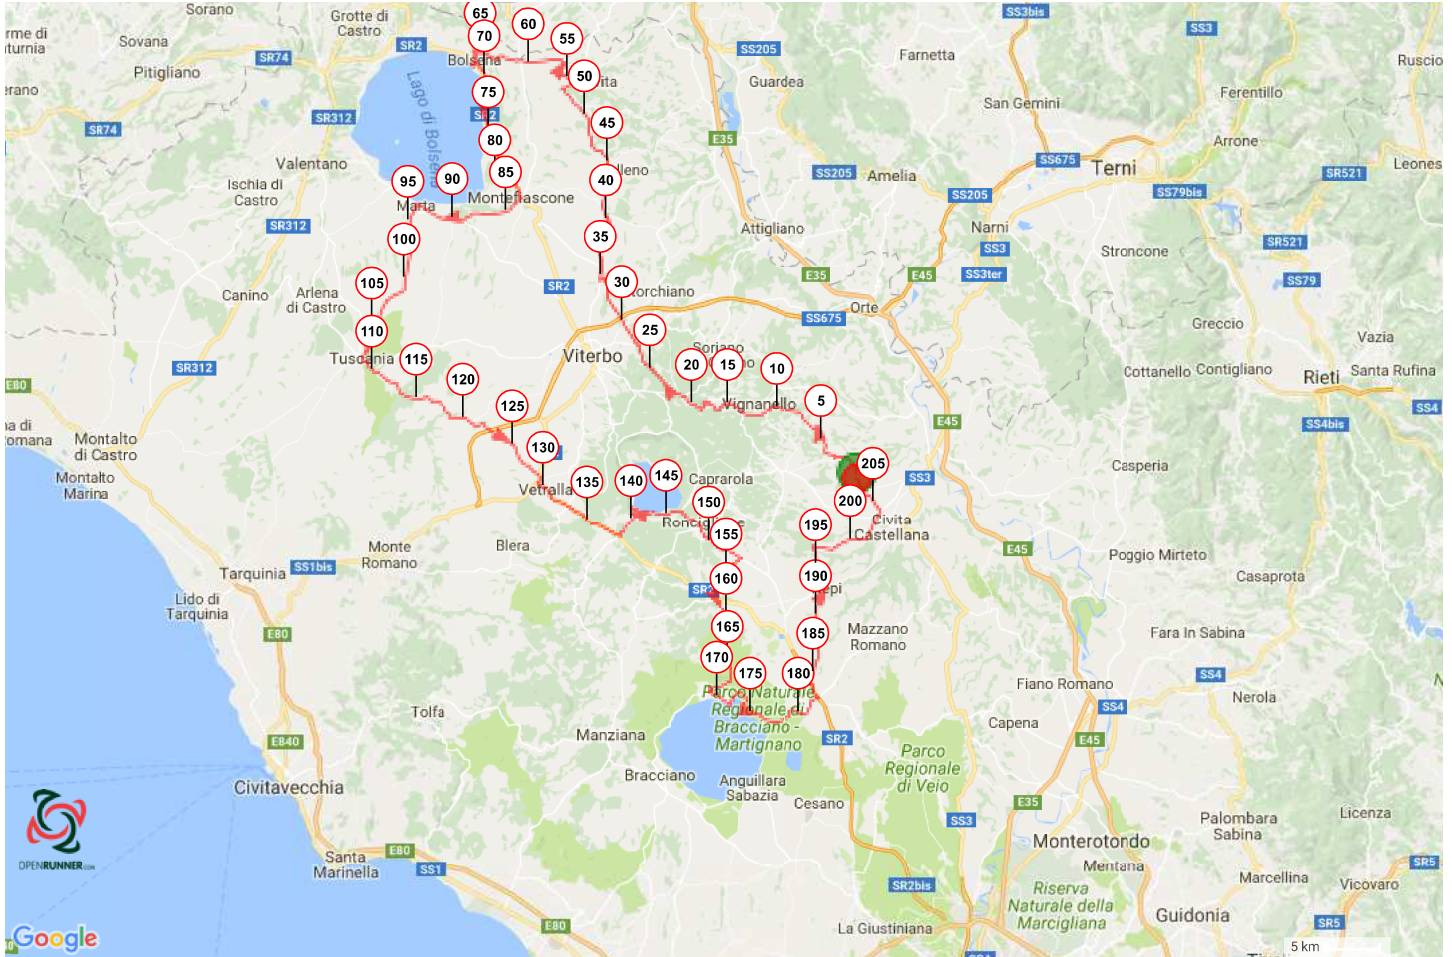 Sorano
Grotte di
Castro
65
60
SS3bis
SS3
rme di
aturnia
Sovana
SR74
SR2
70
55
SS205
Farnetta
Ruscio
Pitigliano
Bolsena
50
Guardea
75
Ferentillo
San Gemini
SR312
SR2
45
SR74
80
E35
Arrone
Lago di Bolsena
Valentano
85
SS675
Terni
Leones
95
90
40
SS205
Amelia
SR521
Ischia di
Castro
SS205
SS79bis
Marta
Montefiascone
SR312
100
35
Attigliano
Narni
SS3
SR521
Stroncone
105
SR2
30
E35
E45
SS3ter
SS79
Canino
Arlena
di Castro
Orte
110
25
SS675
Greccio
Vazia
Tuscania
115
Viterbo
20
15
10
SR312
120
Cottanello
Contigliano
Rieti
Santa Rufina
E80
125
Vignanello
5
SS4
E45
SS4bis
Montalto
di Castro
130
205
Casperia
Montalto
Marina
Vetralla
135
140
145
Caprarola
SS3
150
200
195
Civita
Castellana
155
Blera
Monte
Romano
E45
Poggio Mirteto
Tarquinia
SS1bis
160
190
Casaprota
SR2
Lido di
Tarquinia
165
185
Mazzano
Romano
Fara In Sabina
E80
170
175
180
SS4
Parco Naturale
Regionale di
Bracciano -
Martignano
Fiano Romano
Nerola
Tolfa
SS4
Capena
E840
Manziana
SR2
E45
Parco
Regionale
di Veio
Bracciano
Anguillara
Sabazia
Civitavecchia
Cesano
E35
SS3
Palombara
Sabina
Licenza
OPENRUNNER.com
Monterotondo
Santa
Marinella
E80
SS1
Mentana
SR5
Marcellina
Vicovaro
SR2bis
Riserva
Naturale della
Marcigliana
Guidonia
E80
La Giustiniana
SR5
Google
5 km